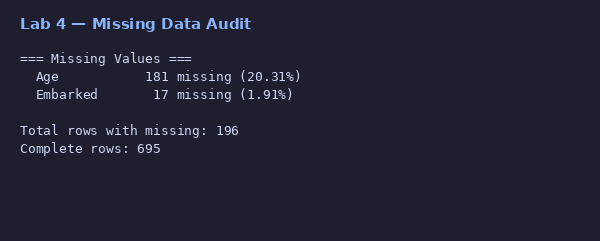 Lab 4 — Missing Data Audit
=== Missing Values ===
  Age           181 missing (20.31%)
  Embarked       17 missing (1.91%)
Total rows with missing: 196
Complete rows: 695